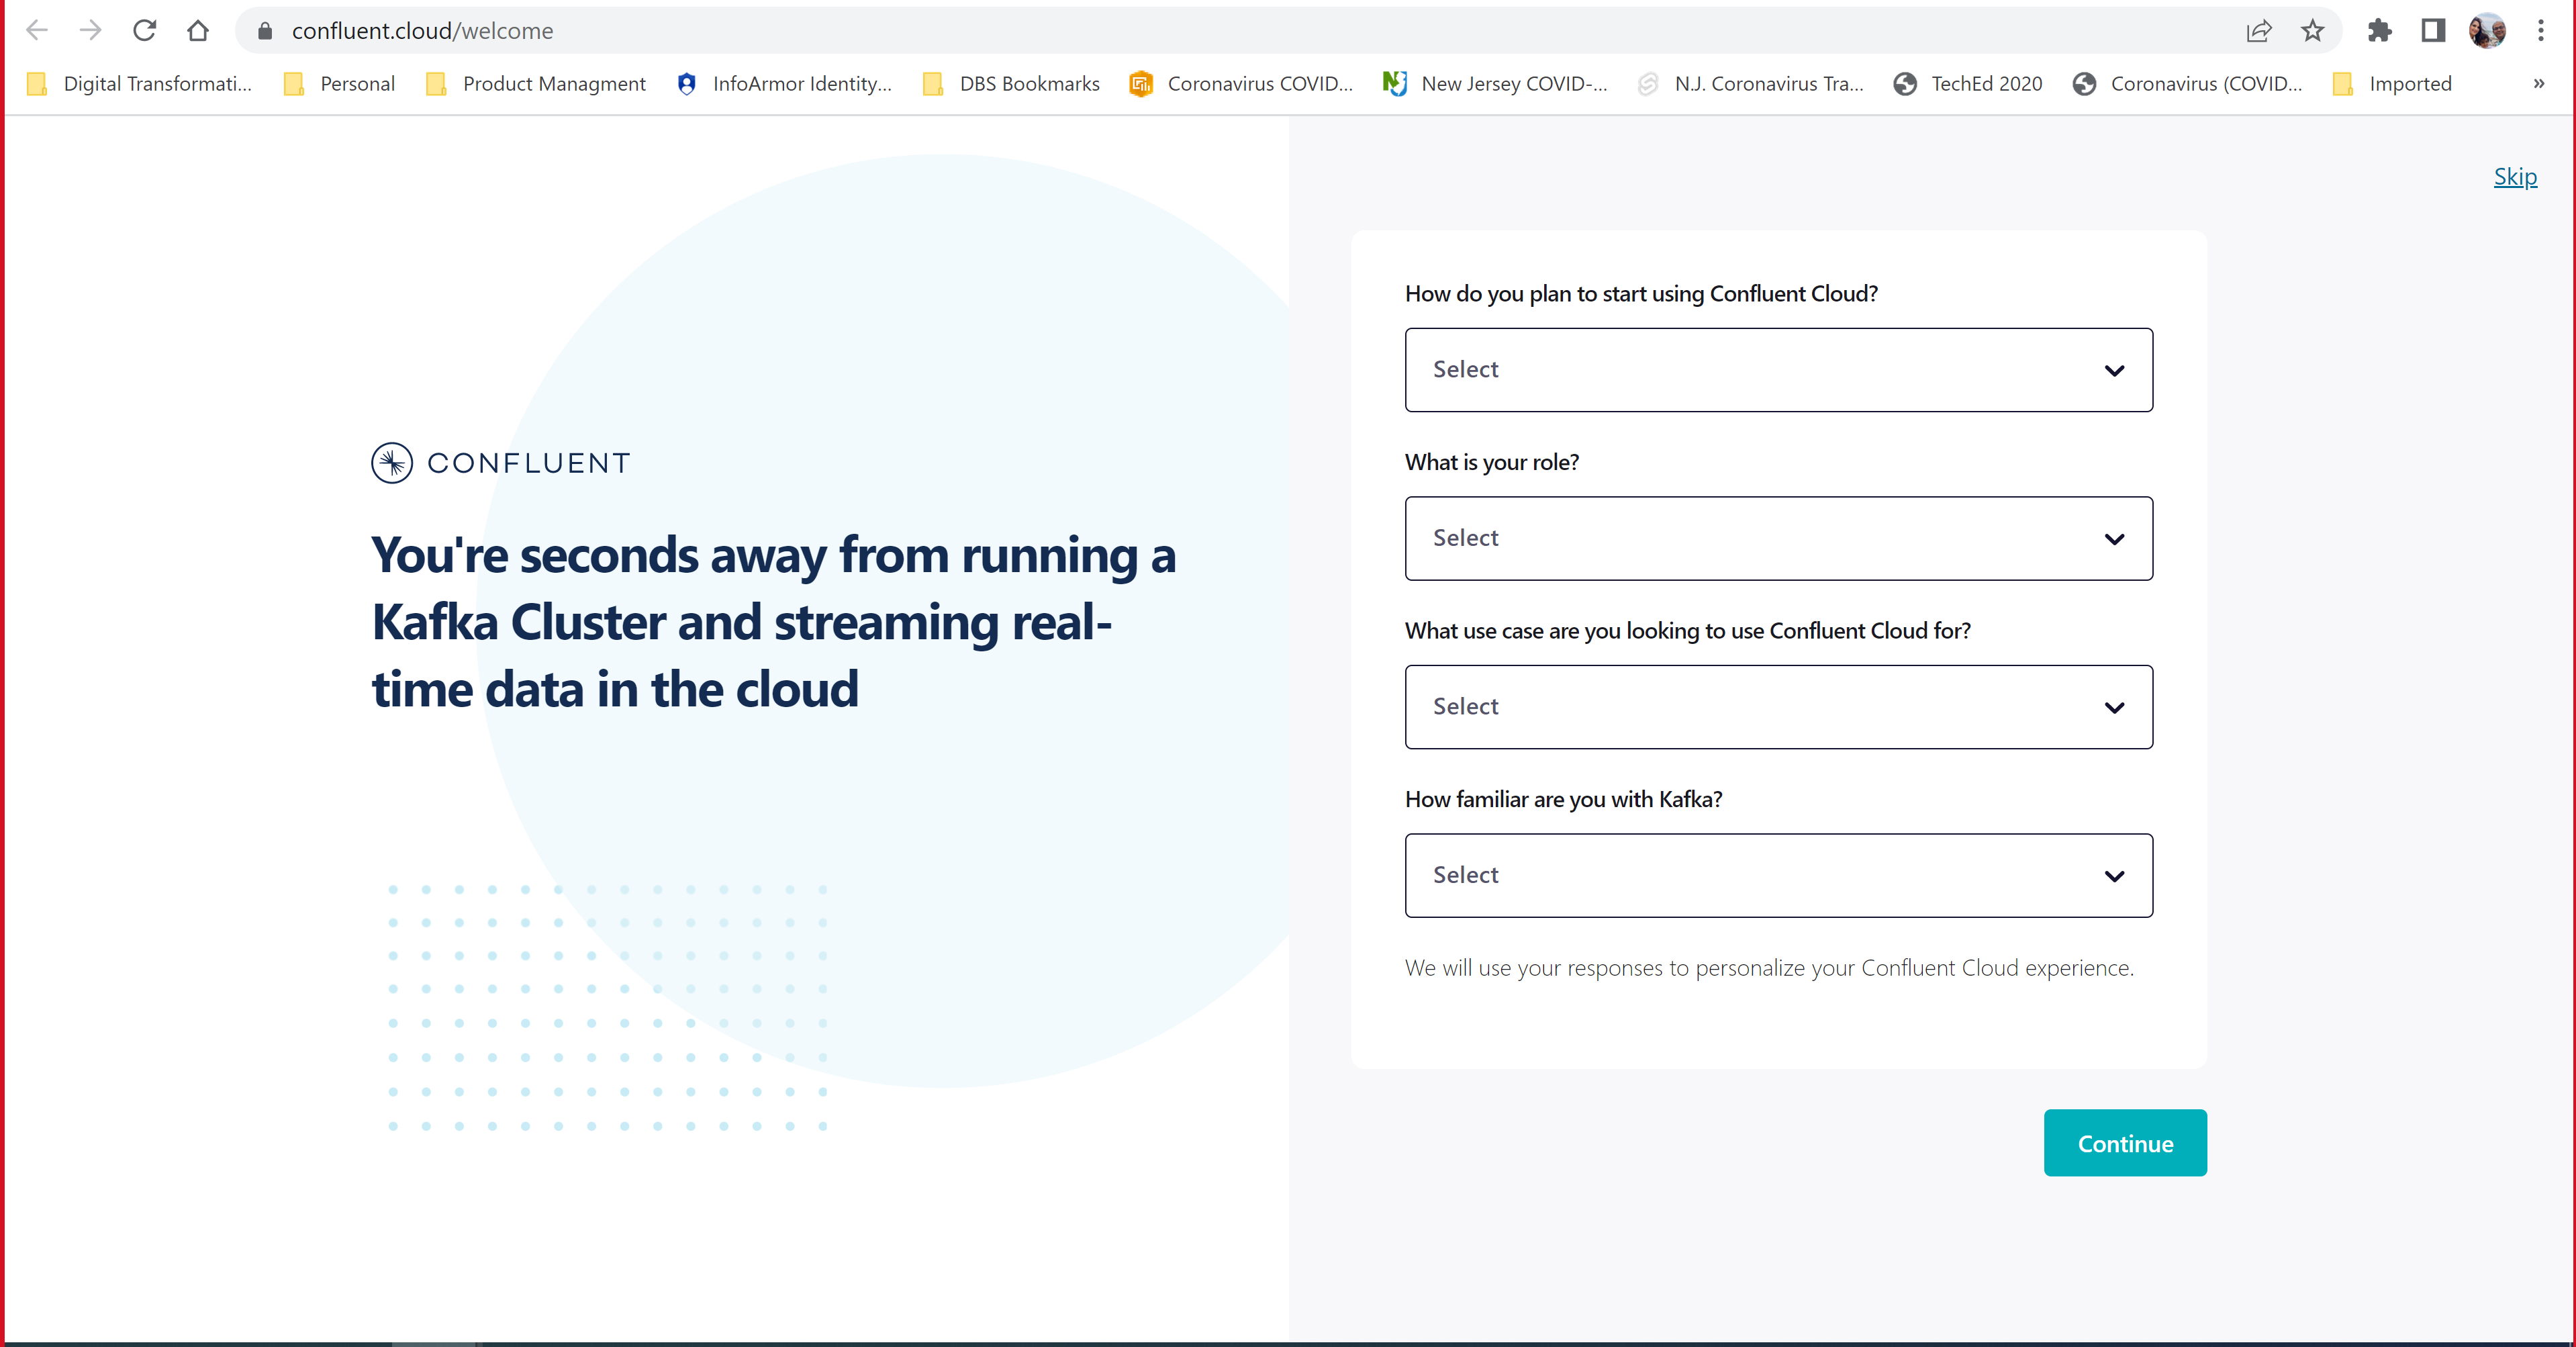 confluent.cloud/welcome
Digital Transformati...
Personal
Product Managment
InfoArmor Identity...
DBS Bookmarks
Coronavirus COVID...
New Jersey COVID-...
N.J. Coronavirus Tra...
TechEd 2020
Coronavirus (COVID...
Imported
»
CONFLUENT
You're seconds away from running a
Kafka Cluster and streaming real-
time data in the cloud
Skip
How do you plan to start using Confluent Cloud?
Select
What is your role?
Select
What use case are you looking to use Confluent Cloud for?
Select
How familiar are you with Kafka?
Select
We will use your responses to personalize your Confluent Cloud experience.
Continue